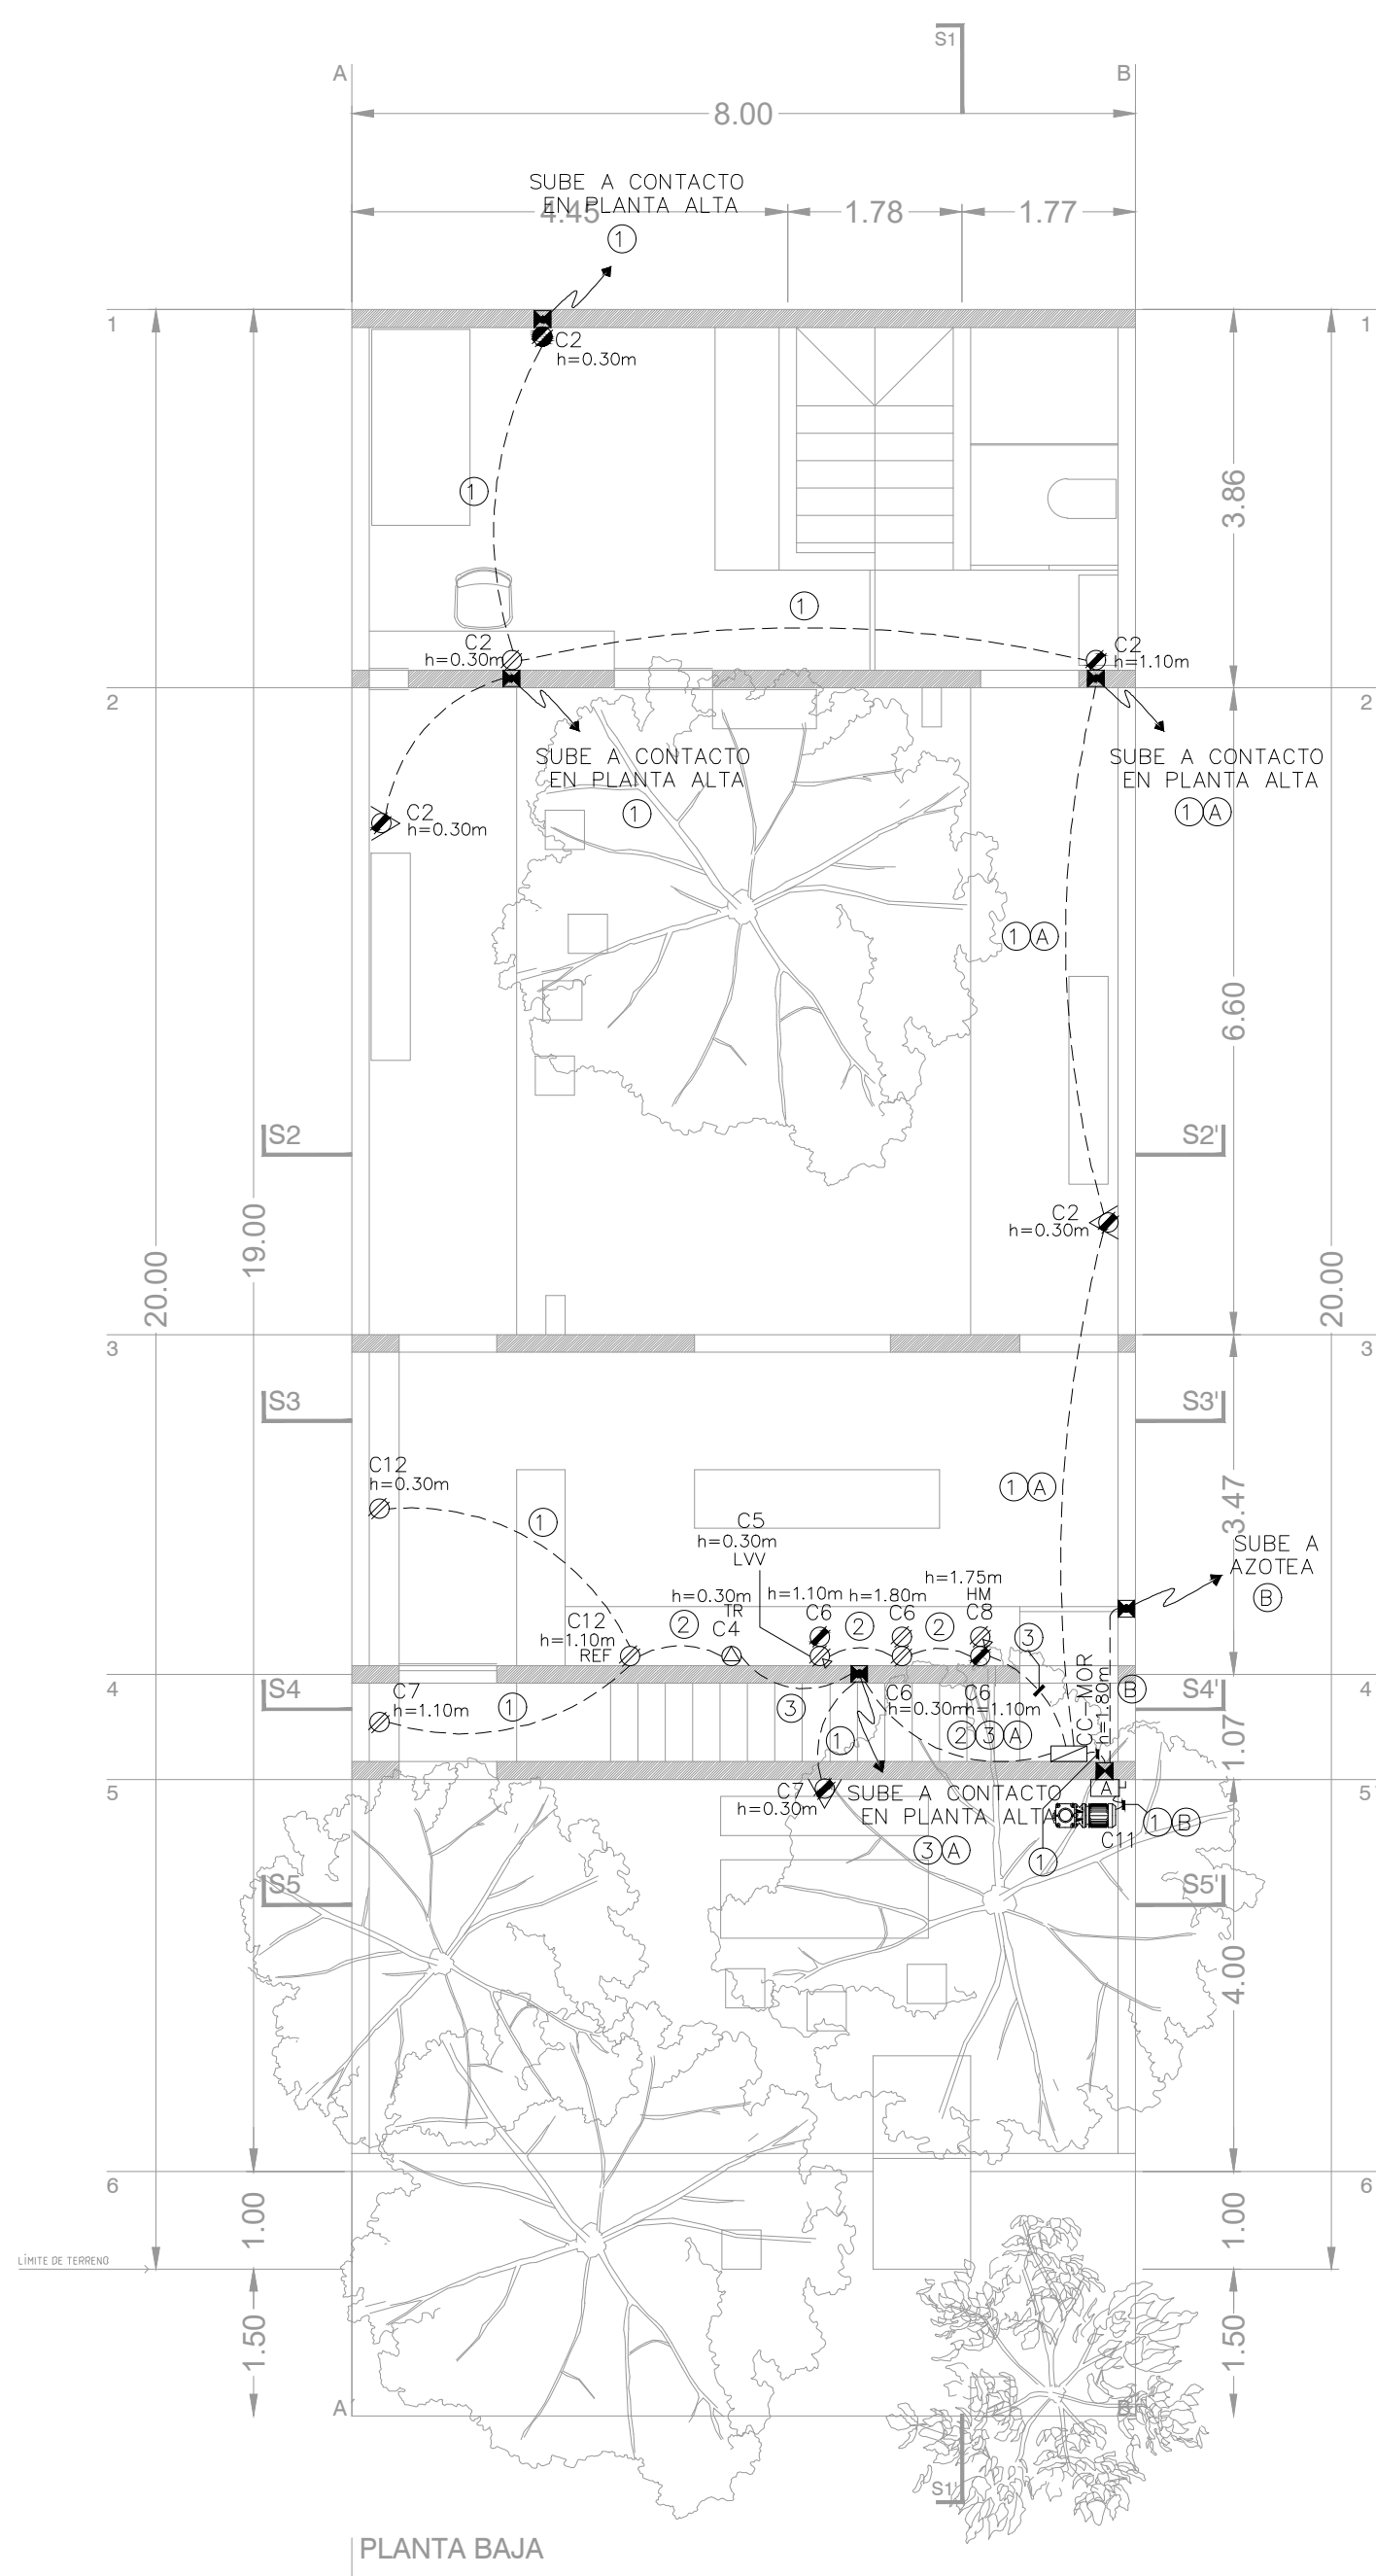 S1
A
B
8.00
SUBE A CONTACTO
EN PLANTA ALTA
4.45
1.78
1.77
1
1
1
C2
h=0.30m
3.86
1
1
C2
h=0.30m
C2
h=1.10m
2
2
SUBE A CONTACTO
EN PLANTA ALTA
1
SUBE A CONTACTO
EN PLANTA ALTA
1 A
C2
h=0.30m
1 A
6.60
S2
S2'
19.00
20.00
C2
h=0.30m
20.00
3
3
S3
S3'
C12
h=0.30m
1 A
3.47
1
C5
h=0.30m
LVV
SUBE A
AZOTEA
B
h=1.75m
HM
C8
h=0.30m
TR
C4
h=1.10m
C6
h=1.80m
C6
2
2
2
3
C12
h=1.10m
REF
4
4
S4
S4'
C7
h=1.10m
1
3
C6
h=0.30m
C6
h=1.10m
CC-MOR
h=1.80m
B
2 3 A
1
1.07
5
5
C7
h=0.30m
SUBE A CONTACTO
EN PLANTA ALTA
3 A
A
C11
1 B
1
S5
S5'
4.00
6
6
1.00
1.00
LÍMITE DE TERRENO
1.50
1.50
A
B
S1'
PLANTA BAJA